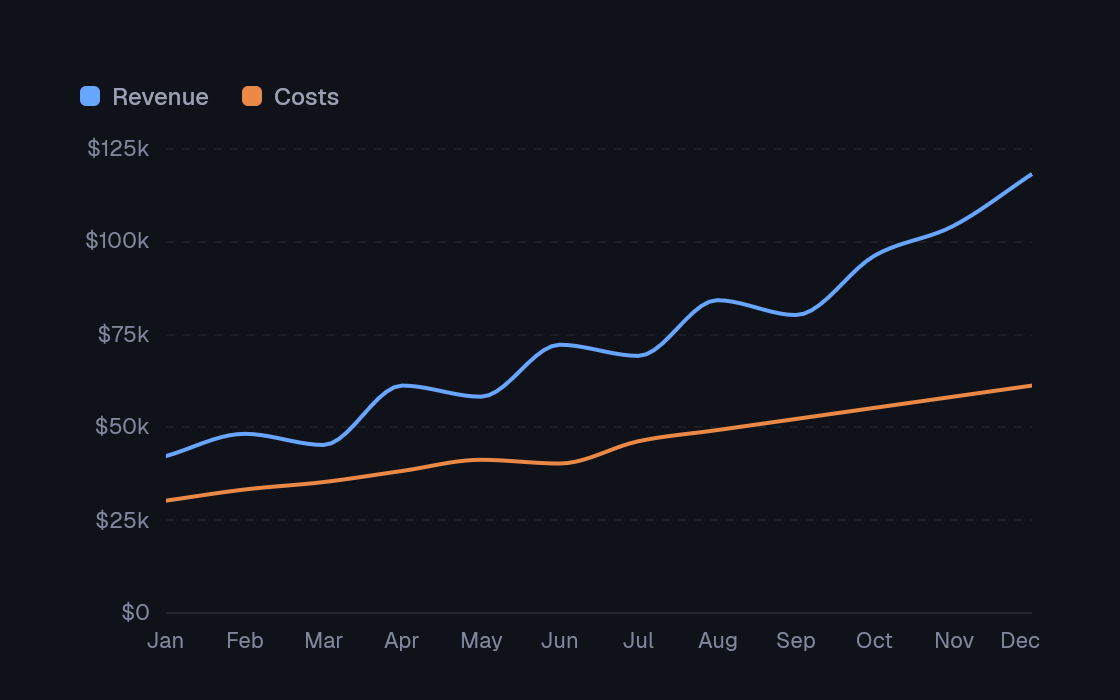 Revenue Costs
$125k
$100k
$75k
$50k
$25k
$0
Jan Feb Mar Apr May Jun Jul Aug Sep Oct Nov Dec